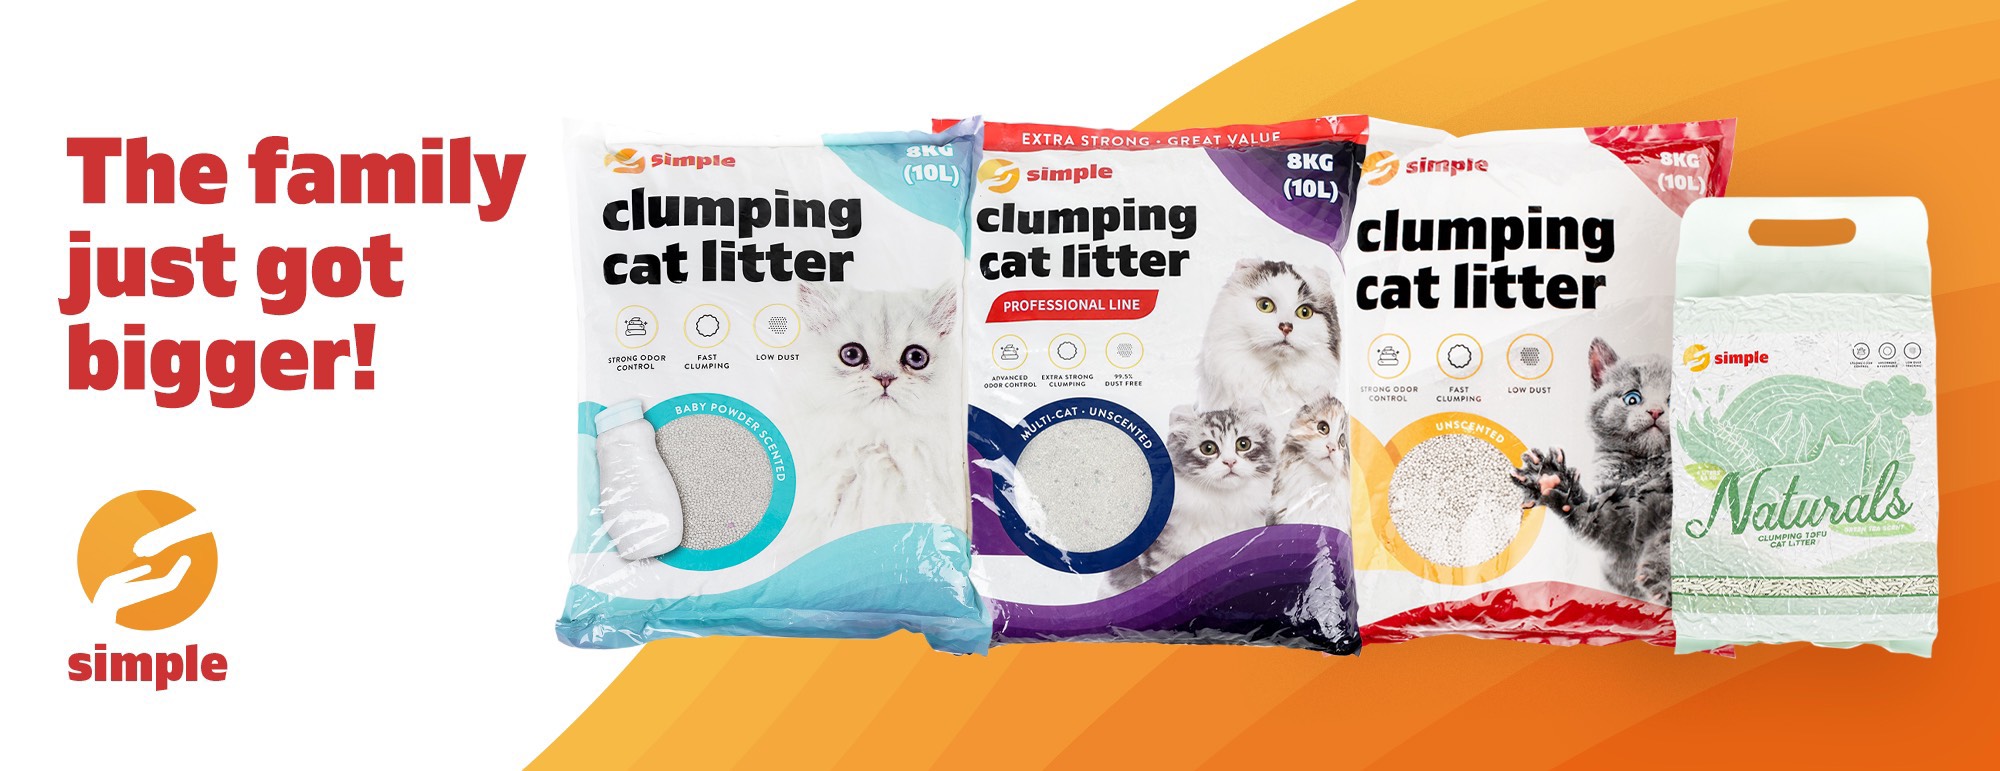 The family
just got
bigger!
simple
simple
8KG
(10L)
clumping
cat litter
STRONG ODOR
CONTROL
FAST
CLUMPING
LOW DUST
BABY POWDER SCENTED
EXTRA STRONG · GREAT VALUE
simple
8KG
(10L)
clumping
cat litter
PROFESSIONAL LINE
ADVANCED
ODOR CONTROL
EXTRA STRONG
CLUMPING
99.5%
DUST FREE
MULTI-CAT · UNSCENTED
simple
8KG
(10L)
clumping
cat litter
STRONG ODOR
CONTROL
FAST
CLUMPING
LOW DUST
UNSCENTED
simple
Naturals
GREEN TEA SCENT
CLUMPING TOFU
CAT LITTER